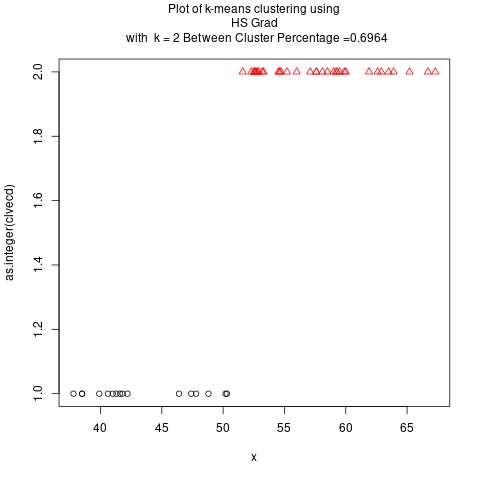 Plot of k-means clustering using
HS Grad
with  k = 2 Between Cluster Percentage =0.6964
as.integer(clvecd)
2.0
1.8
1.6
1.4
1.2
1.0
40 45 50 55 60 65
x